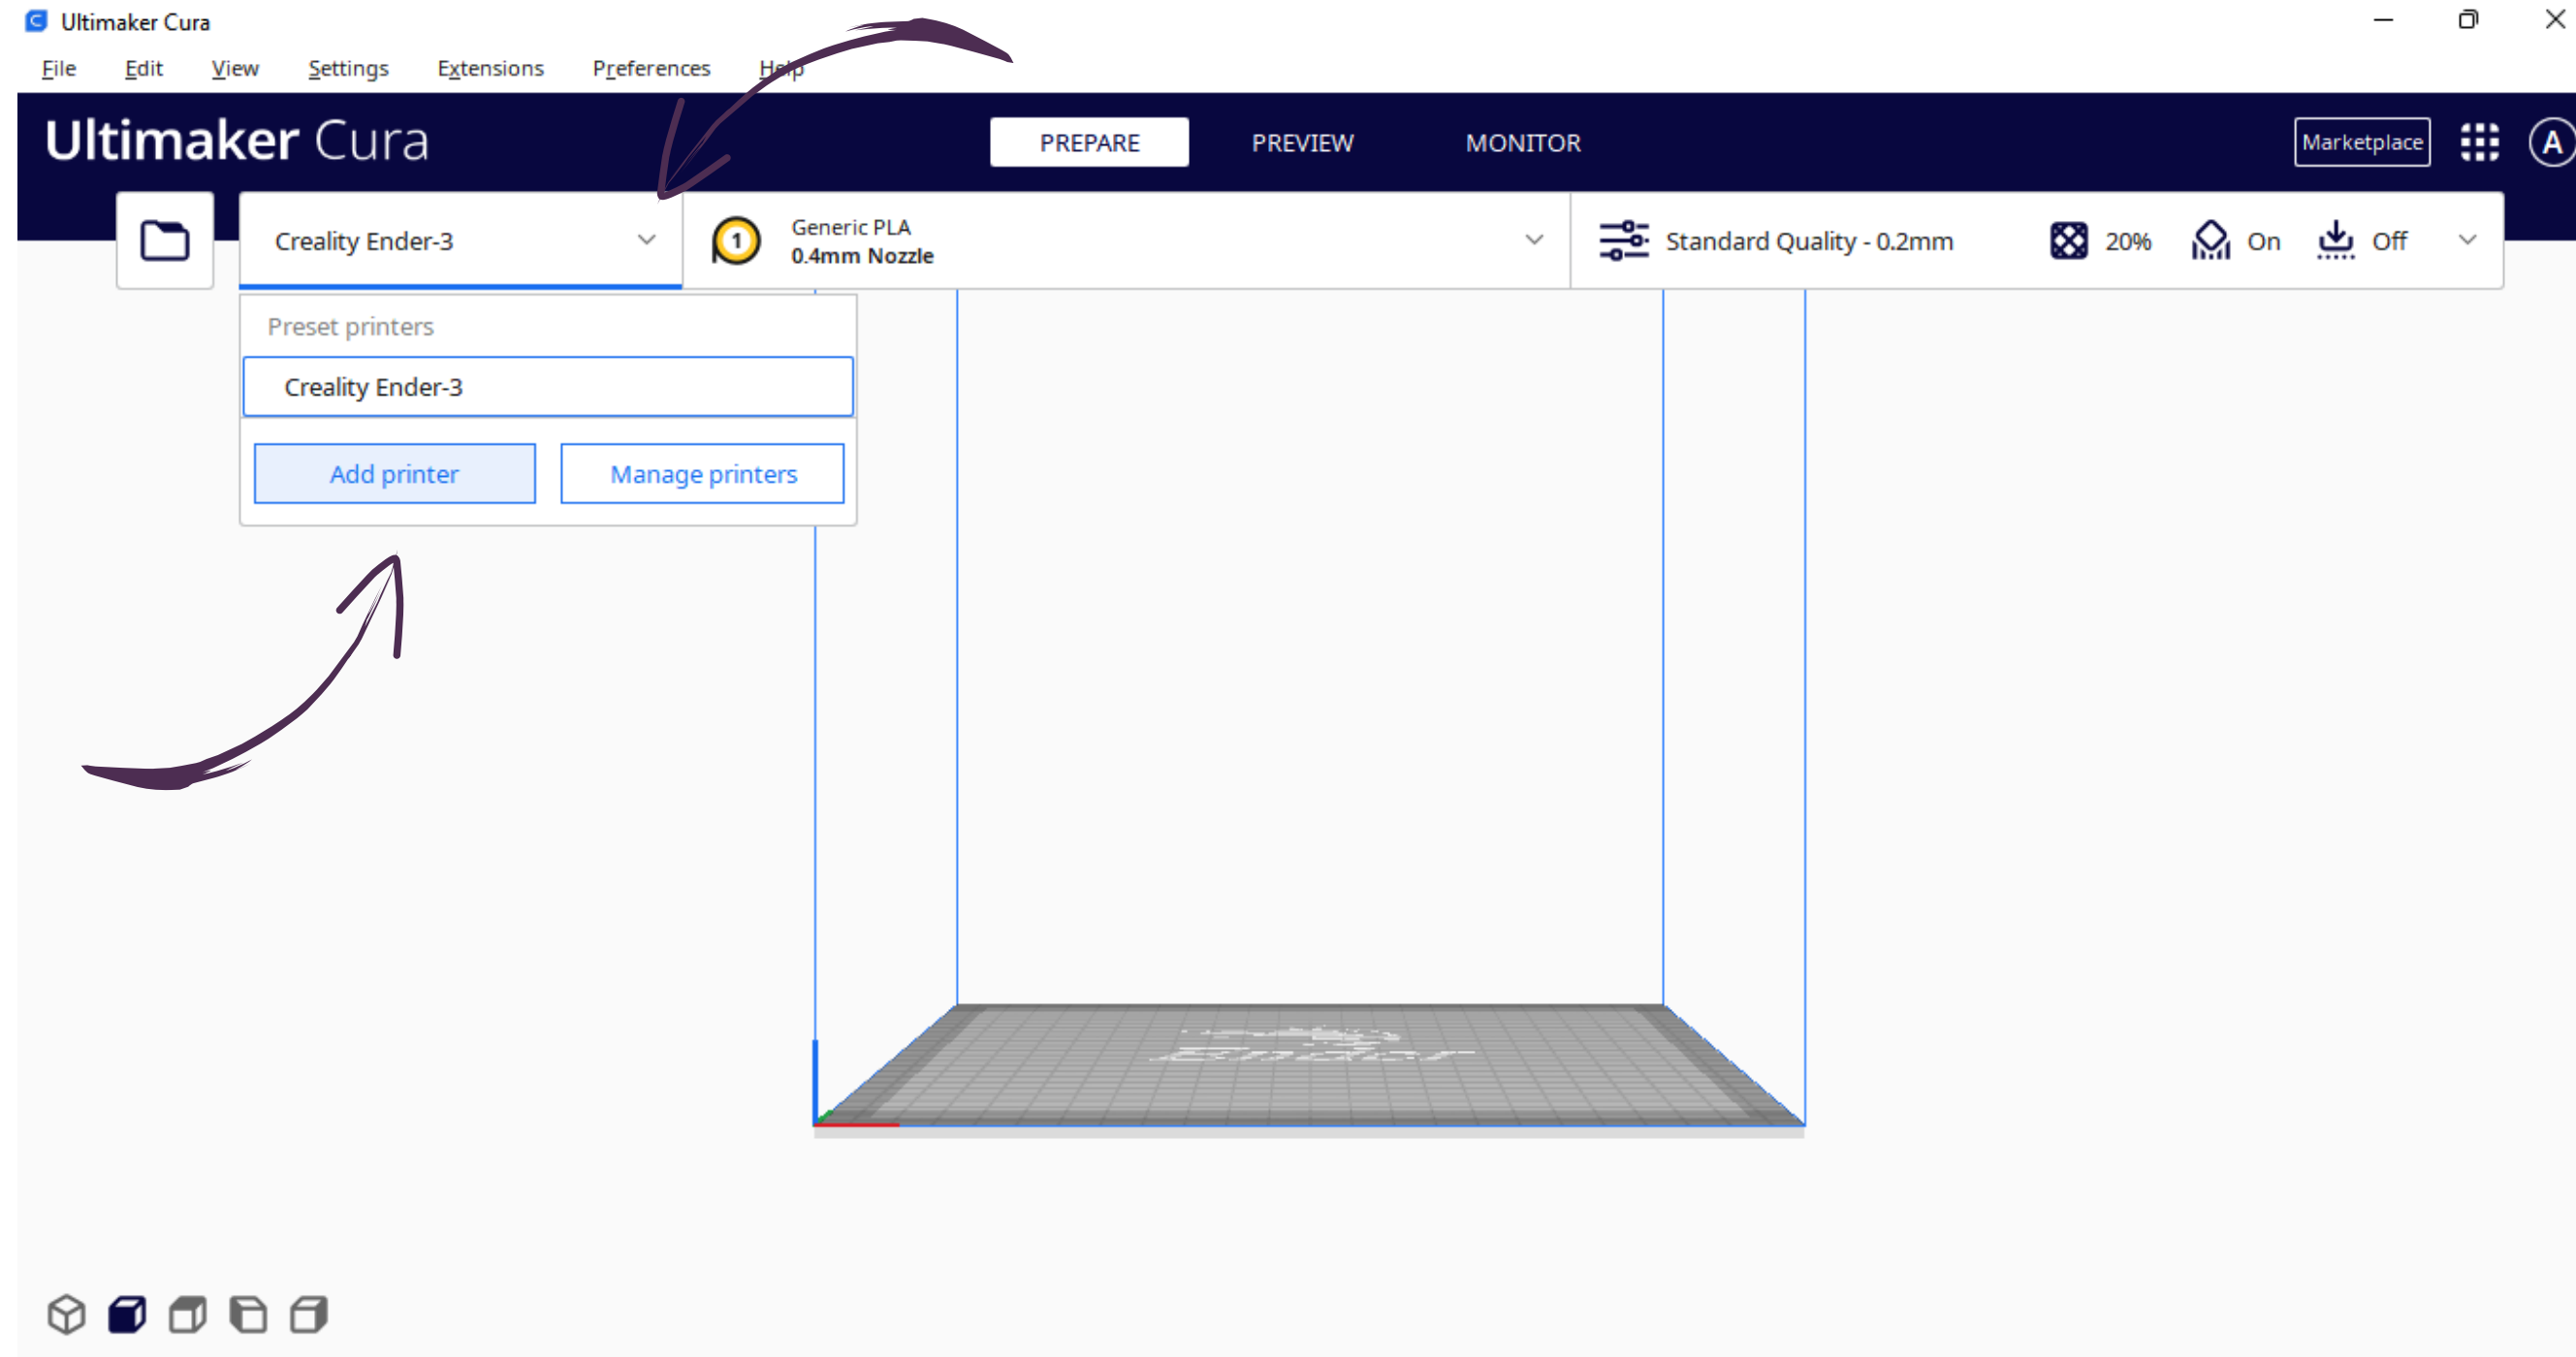 Ultimaker Cura
File Edit View Settings Extensions Preferences Help
Ultimaker Cura
PREPARE PREVIEW MONITOR
Marketplace
A
Creality Ender-3
1
Generic PLA
0.4mm Nozzle
Standard Quality - 0.2mm
20%
On
Off
Preset printers
Creality Ender-3
Add printer
Manage printers